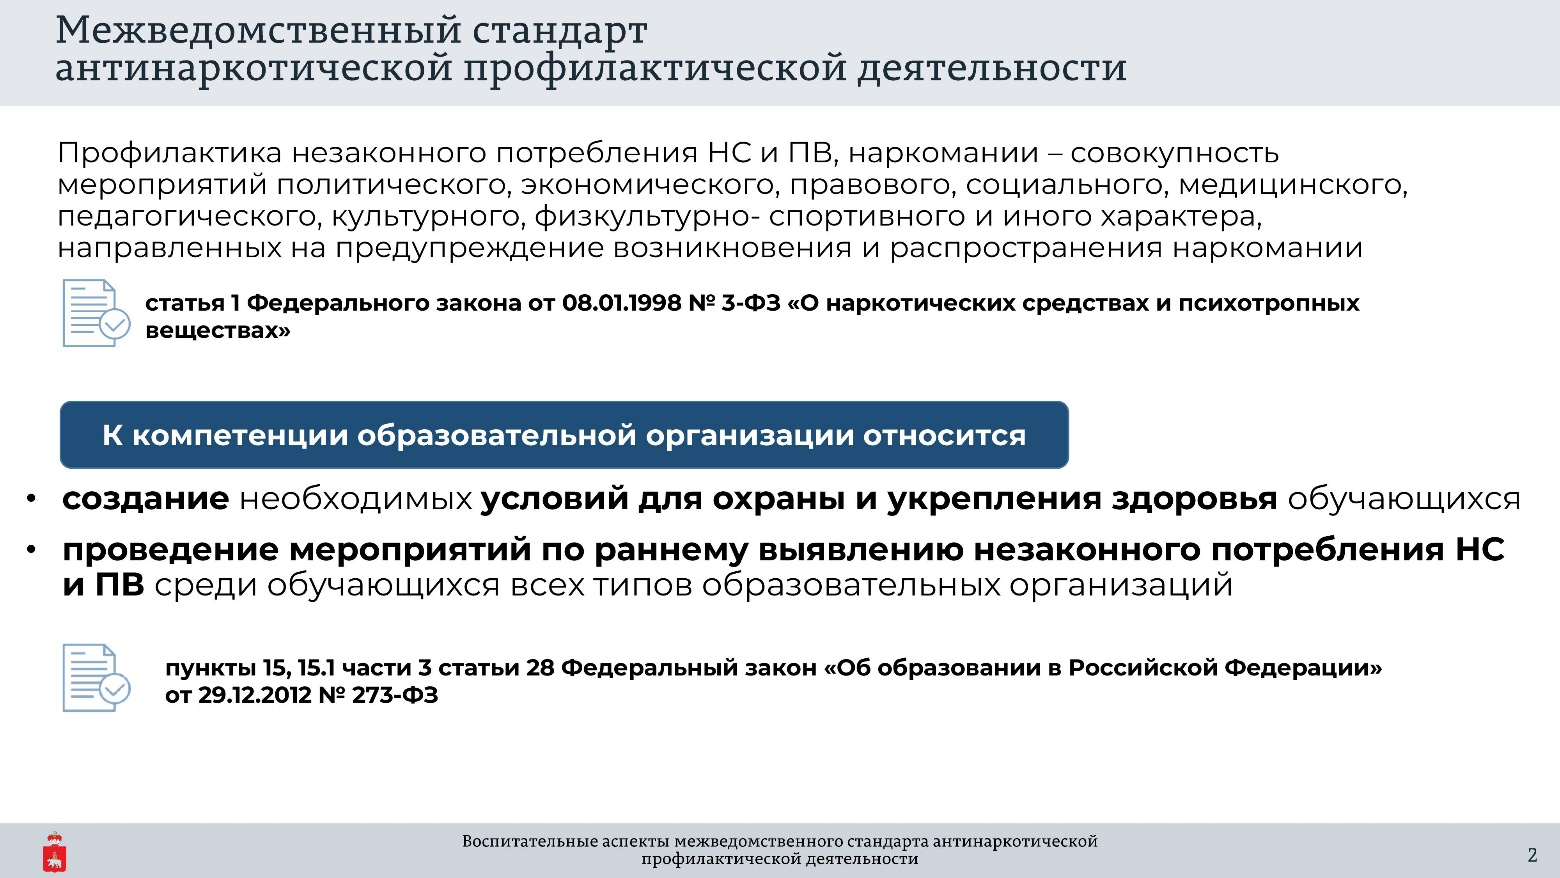 Межведомственный стандарт
антинаркотической профилактической деятельности
Профилактика незаконного потребления НС и ПВ, наркомании – совокупность
мероприятий политического, экономического, правового, социального, медицинского,
педагогического, культурного, физкультурно- спортивного и иного характера,
направленных на предупреждение возникновения и распространения наркомании
статья 1 Федерального закона от 08.01.1998 № 3-ФЗ «О наркотических средствах и психотропных
веществах»
К компетенции образовательной организации относится
• создание необходимых условий для охраны и укрепления здоровья обучающихся
• проведение мероприятий по раннему выявлению незаконного потребления НС
и ПВ среди обучающихся всех типов образовательных организаций
пункты 15, 15.1 части 3 статьи 28 Федеральный закон «Об образовании в Российской Федерации»
от 29.12.2012 № 273-ФЗ
Воспитательные аспекты межведомственного стандарта антинаркотической
профилактической деятельности
2